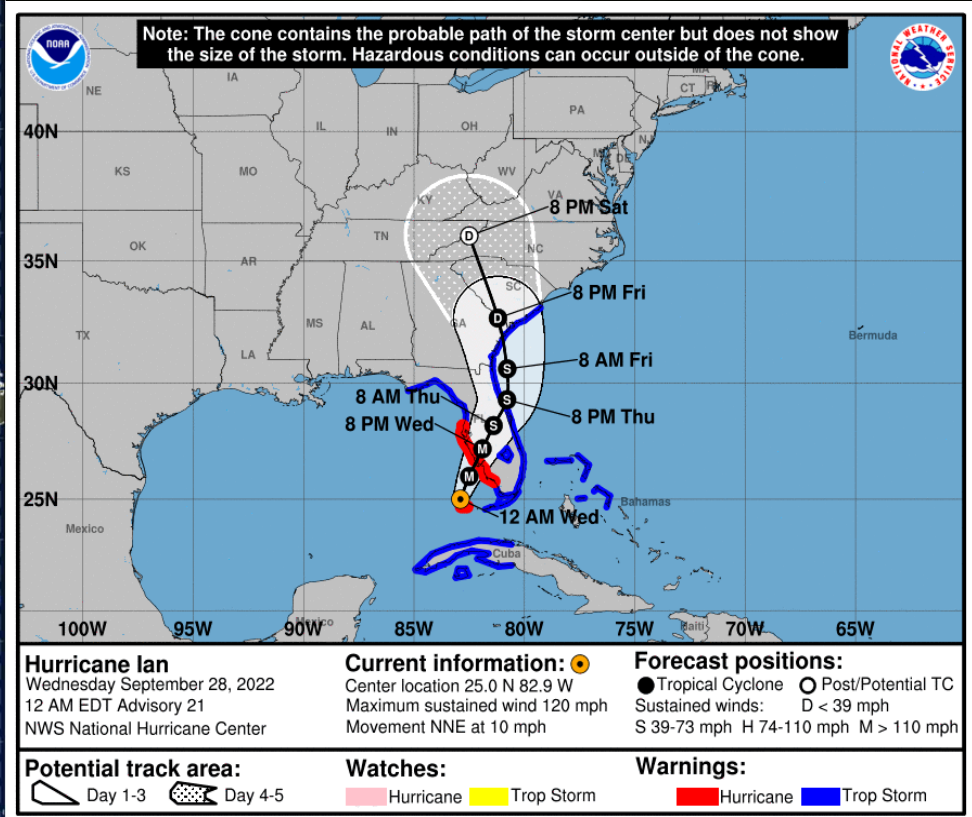 Note: The cone contains the probable path of the storm center but does not show
the size of the storm. Hazardous conditions can occur outside of the cone.
NOAA
NATIONAL WEATHER SERVICE
NE
IA
IL
IN
OH
PA
CT
NJ
DE
40N
KS
MO
KY
WV
VA
8 PM Sat
OK
TN
NC
35N
AR
SC
D
8 PM Fri
TX
MS
AL
GA
D
Bermuda
LA
8 AM Fri
30N
S
8 AM Thu
S
8 PM Thu
8 PM Wed
S
M
M
25N
12 AM Wed
Bahamas
Mexico
Cuba
Mexico
Haiti
100W 95W 90W 85W 80W 75W 70W 65W
Hurricane Ian
Wednesday September 28, 2022
12 AM EDT Advisory 21
NWS National Hurricane Center
Current information:
Center location 25.0 N 82.9 W
Maximum sustained wind 120 mph
Movement NNE at 10 mph
Forecast positions:
Tropical Cyclone Post/Potential TC
Sustained winds: D < 39 mph
S 39-73 mph H 74-110 mph M > 110 mph
Potential track area:
Day 1-3 Day 4-5
Watches:
Hurricane Trop Storm
Warnings:
Hurricane Trop Storm